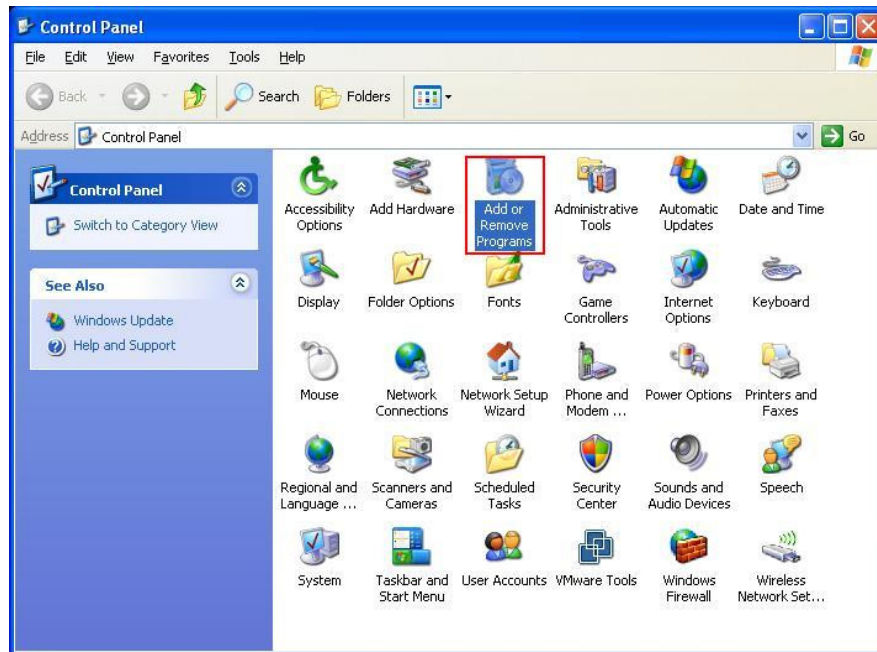 Control Panel
File Edit View Favorites Tools Help
Back Search Folders
Address Control Panel Go
Control Panel
Switch to Category View
See Also
Windows Update
Help and Support
Accessibility Options
Add Hardware
Add or Remove Programs
Administrative Tools
Automatic Updates
Date and Time
Display
Folder Options
Fonts
Game Controllers
Internet Options
Keyboard
Mouse
Network Connections
Network Setup Wizard
Phone and Modem ...
Power Options
Printers and Faxes
Regional and Language ...
Scanners and Cameras
Scheduled Tasks
Security Center
Sounds and Audio Devices
Speech
System
Taskbar and Start Menu
User Accounts
VMware Tools
Windows Firewall
Wireless Network Set...